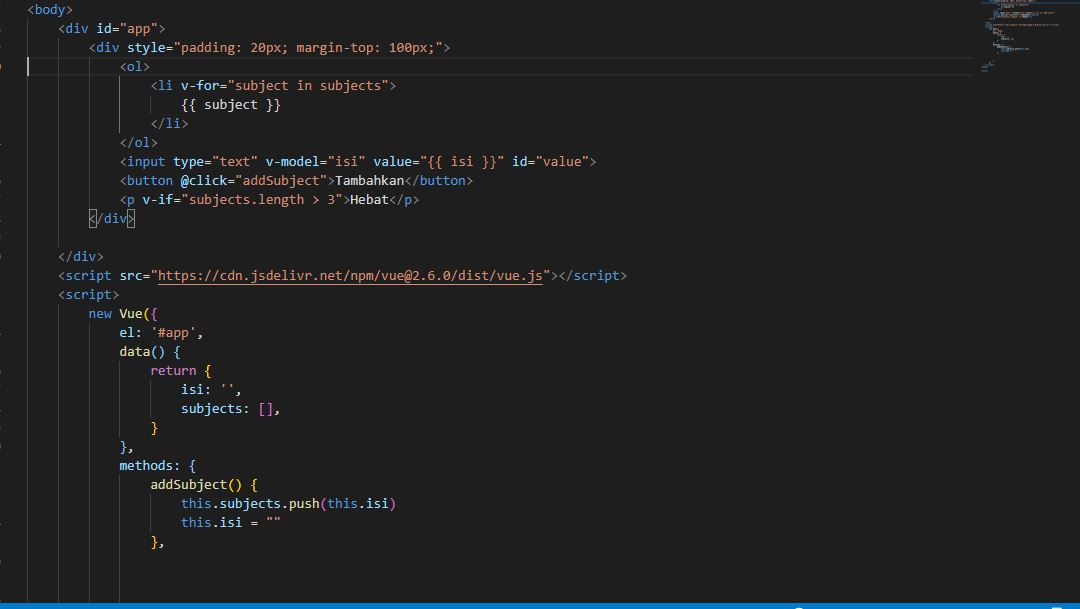 <body>
<div id="app">
<div style="padding: 20px; margin-top: 100px;">
<ol>
<li v-for="subject in subjects">
{{ subject }}
</li>
</ol>
<input type="text" v-model="isi" value="{{ isi }}" id="value">
<button @click="addSubject">Tambahkan</button>
<p v-if="subjects.length > 3">Hebat</p>
</div>
</div>
<script src="https://cdn.jsdelivr.net/npm/vue@2.6.0/dist/vue.js"></script>
<script>
new Vue({
el: '#app',
data() {
return {
isi: '',
subjects: [],
}
},
methods: {
addSubject() {
this.subjects.push(this.isi)
this.isi = ""
},